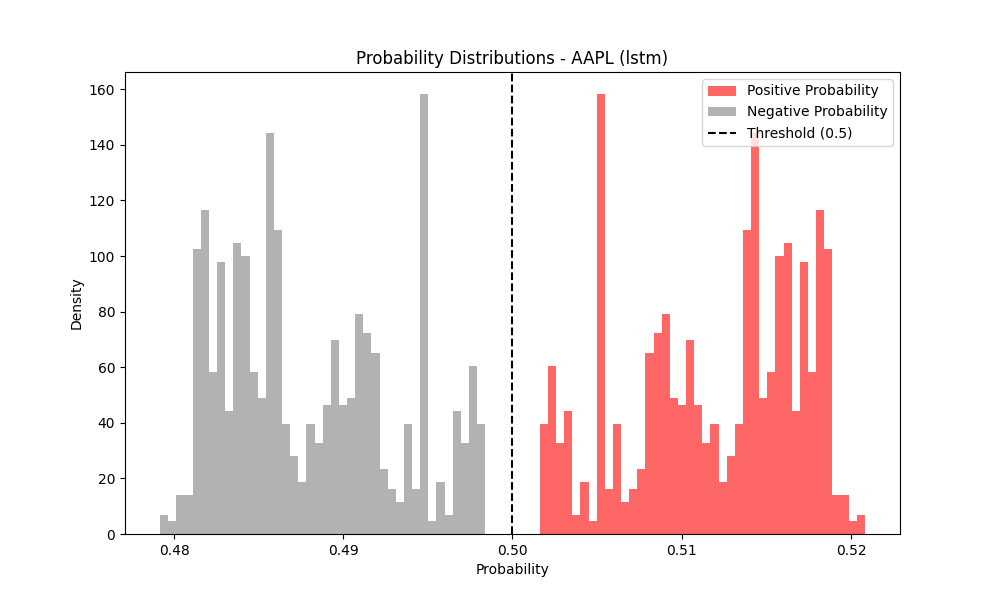 Probability Distributions - AAPL (lstm)
Positive Probability
Negative Probability
Threshold (0.5)
160
140
120
100
80
60
40
20
0
Density
0.48 0.49 0.50 0.51 0.52
Probability